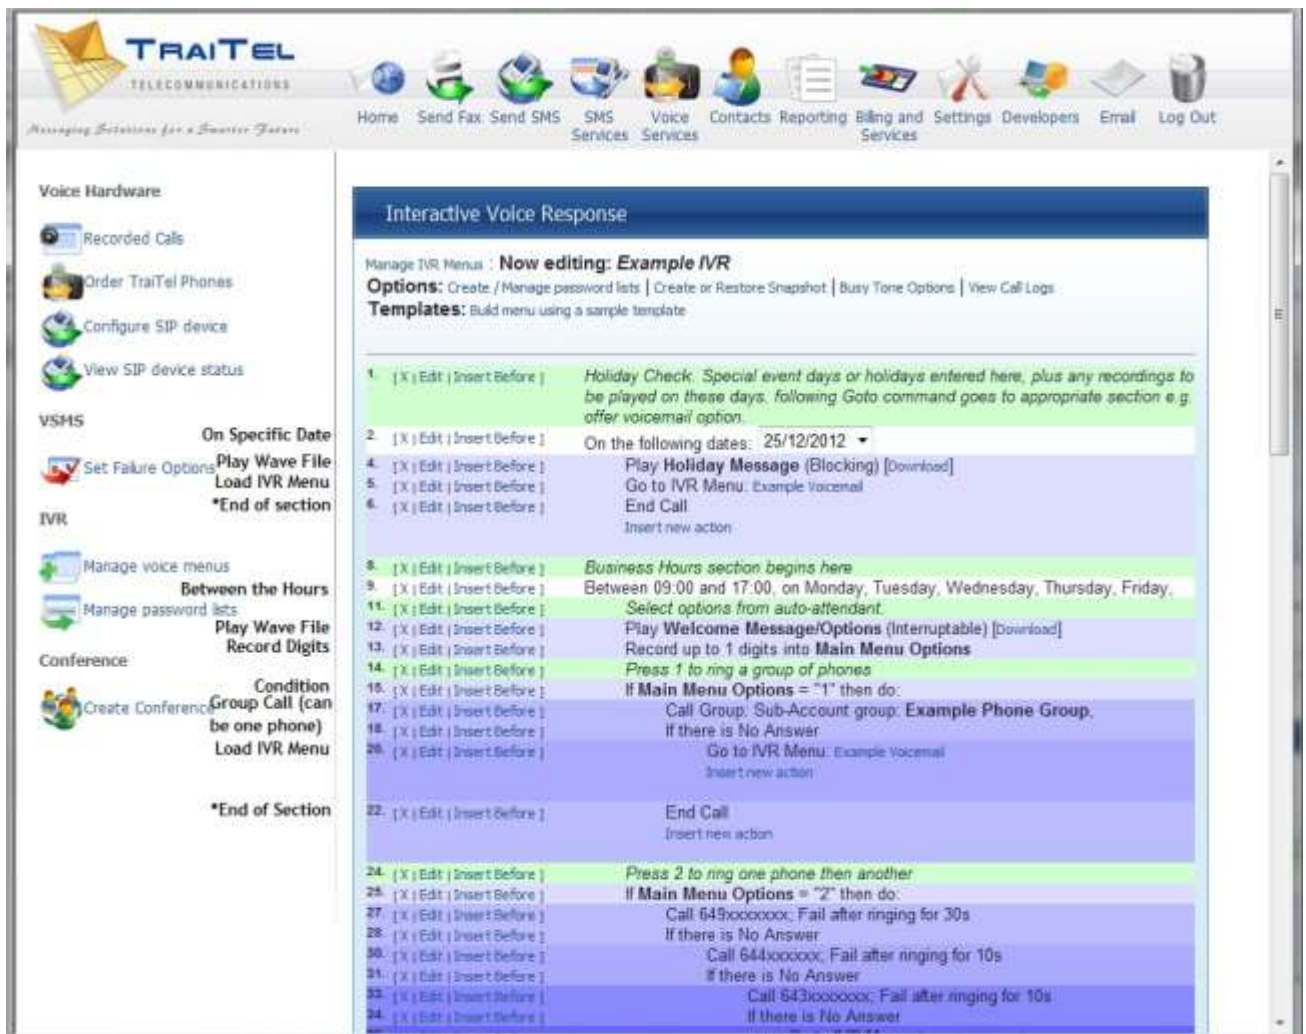 TRAITEL
TELECOMMUNICATIONS
Messaging Solutions for a Smarter Future
Home
Send Fax
Send SMS
SMS Services
Voice Services
Contacts
Reporting
Billing and Services
Settings
Developers
Email
Log Out
Voice Hardware
Recorded Calls
Order TraiTel Phones
Configure SIP device
View SIP device status
VSMS
On Specific Date
Set Failure Options
Play Wave File
Load IVR Menu
*End of section
IVR
Manage voice menus
Between the Hours
Manage password lists
Play Wave File
Record Digits
Conference
Condition
Create Conference
Group Call (can
be one phone)
Load IVR Menu
*End of Section
Interactive Voice Response
Manage IVR Menus : Now editing: Example IVR
Options: Create / Manage password lists | Create or Restore Snapshot | Busy Tone Options | View Call Logs
Templates: Build menu using a sample template
1. [ X | Edit | Insert Before ] Holiday Check. Special event days or holidays entered here, plus any recordings to
be played on these days. following Goto command goes to appropriate section e.g.
offer voicemail option.
2. [ X | Edit | Insert Before ] On the following dates: 25/12/2012
4. [ X | Edit | Insert Before ] Play Holiday Message (Blocking) [Download]
5. [ X | Edit | Insert Before ] Go to IVR Menu: Example Voicemail
6. [ X | Edit | Insert Before ] End Call
Insert new action
8. [ X | Edit | Insert Before ] Business Hours section begins here
9. [ X | Edit | Insert Before ] Between 09:00 and 17:00, on Monday, Tuesday, Wednesday, Thursday, Friday,
11. [ X | Edit | Insert Before ] Select options from auto-attendant.
12. [ X | Edit | Insert Before ] Play Welcome Message/Options (Interruptable) [Download]
13. [ X | Edit | Insert Before ] Record up to 1 digits into Main Menu Options
14. [ X | Edit | Insert Before ] Press 1 to ring a group of phones
15. [ X | Edit | Insert Before ] If Main Menu Options = "1" then do:
17. [ X | Edit | Insert Before ] Call Group: Sub-Account group: Example Phone Group,
18. [ X | Edit | Insert Before ] If there is No Answer
20. [ X | Edit | Insert Before ] Go to IVR Menu: Example Voicemail
Insert new action
22. [ X | Edit | Insert Before ] End Call
Insert new action
24. [ X | Edit | Insert Before ] Press 2 to ring one phone then another
25. [ X | Edit | Insert Before ] If Main Menu Options = "2" then do:
27. [ X | Edit | Insert Before ] Call 649xxxxxxx; Fail after ringing for 30s
28. [ X | Edit | Insert Before ] If there is No Answer
30. [ X | Edit | Insert Before ] Call 644xxxxxx; Fail after ringing for 10s
31. [ X | Edit | Insert Before ] If there is No Answer
33. [ X | Edit | Insert Before ] Call 643xxxxxxx; Fail after ringing for 10s
34. [ X | Edit | Insert Before ] If there is No Answer